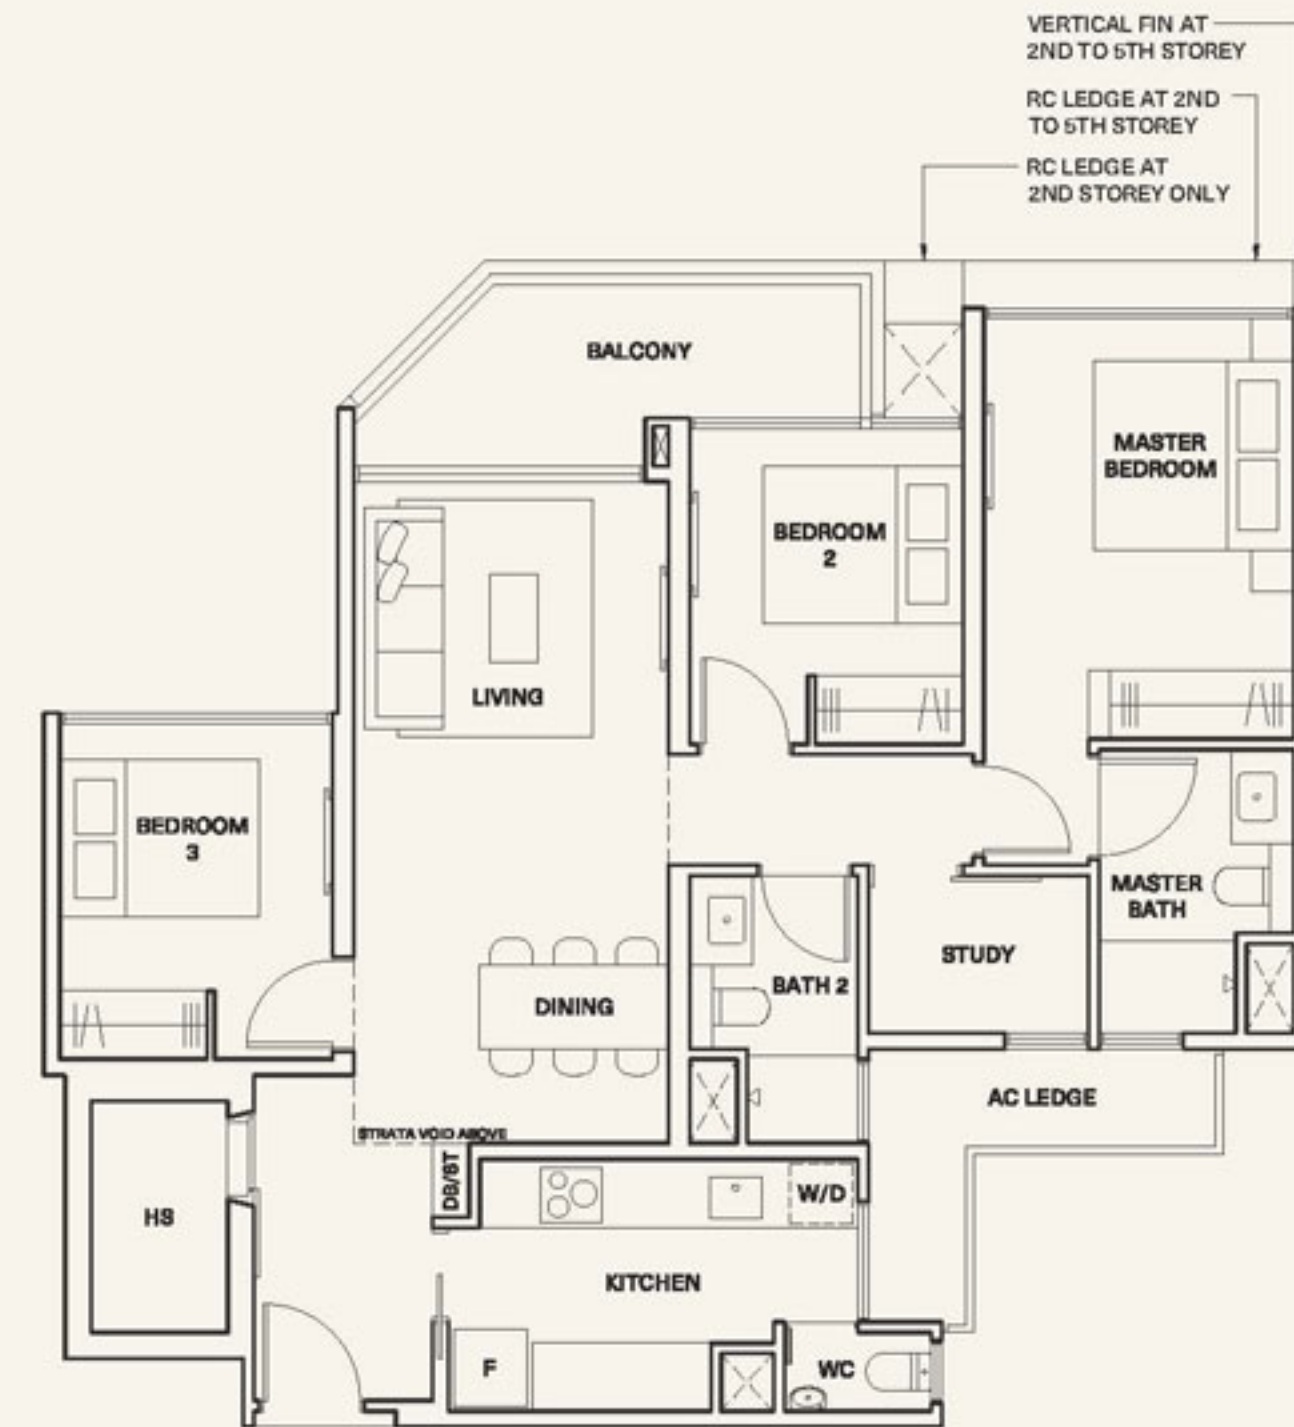 VERTICAL FIN AT
2ND TO 5TH STOREY
RC LEDGE AT 2ND
TO 5TH STOREY
RC LEDGE AT
2ND STOREY ONLY
BALCONY
MASTER
BEDROOM
BEDROOM
2
LIVING
BEDROOM
3
MASTER
BATH
STUDY
BATH 2
DINING
AC LEDGE
STRATA VOID ABOVE
DB/ST
W/D
HS
KITCHEN
F
WC